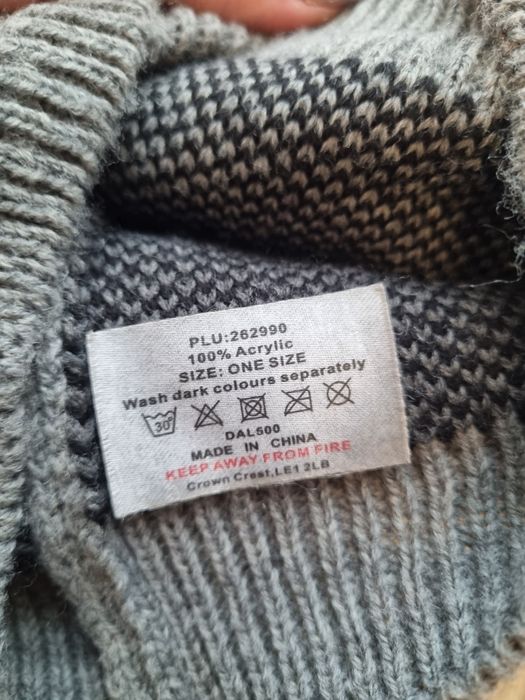 PLU:262990
100% Acrylic
SIZE: ONE SIZE
Wash dark colours separately
30
DAL500
MADE IN CHINA
KEEP AWAY FROM FIRE
Crown Crest,LE1 2LB